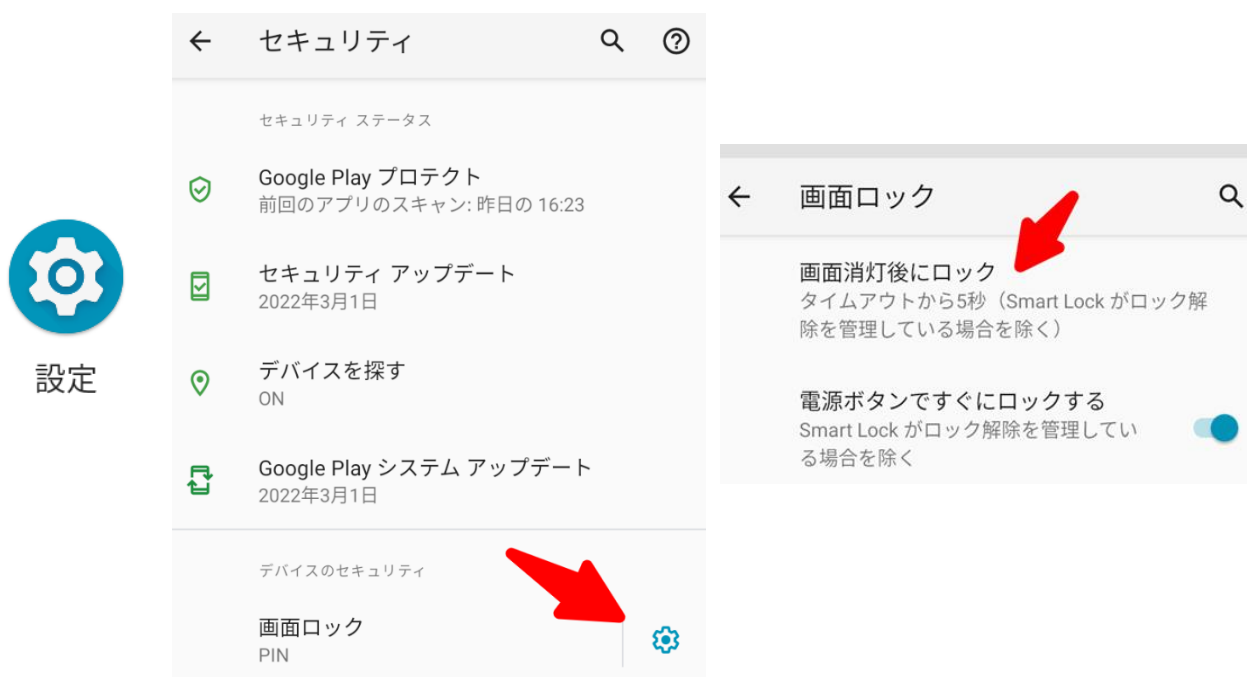 設定
セキュリティ
セキュリティ ステータス
Google Play プロテクト
前回のアプリのスキャン: 昨日の 16:23
セキュリティ アップデート
2022年3月1日
デバイスを探す
ON
Google Play システム アップデート
2022年3月1日
デバイスのセキュリティ
画面ロック
PIN
画面ロック
画面消灯後にロック
タイムアウトから5秒（Smart Lock がロック解
除を管理している場合を除く）
電源ボタンですぐにロックする
Smart Lock がロック解除を管理してい
る場合を除く